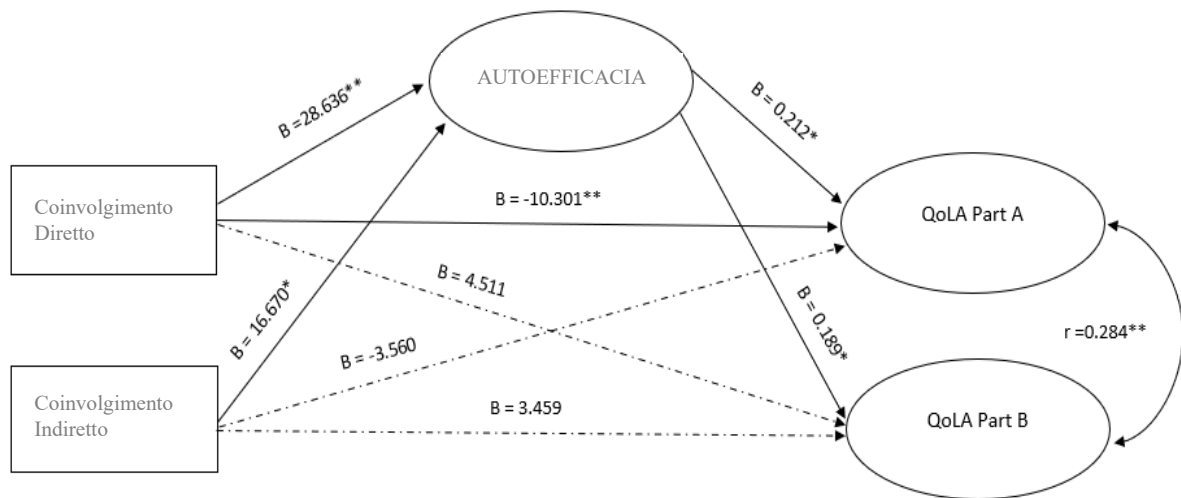 AUTOEFFICACIA
B =28.636**
B = 0.212*
Coinvolgimento
Diretto
B = -10.301**
QoLA Part A
B = 4.511
B = 16.670*
B = -3.560
B = 0.189*
r =0.284**
Coinvolgimento
Indiretto
B = 3.459
QoLA Part B